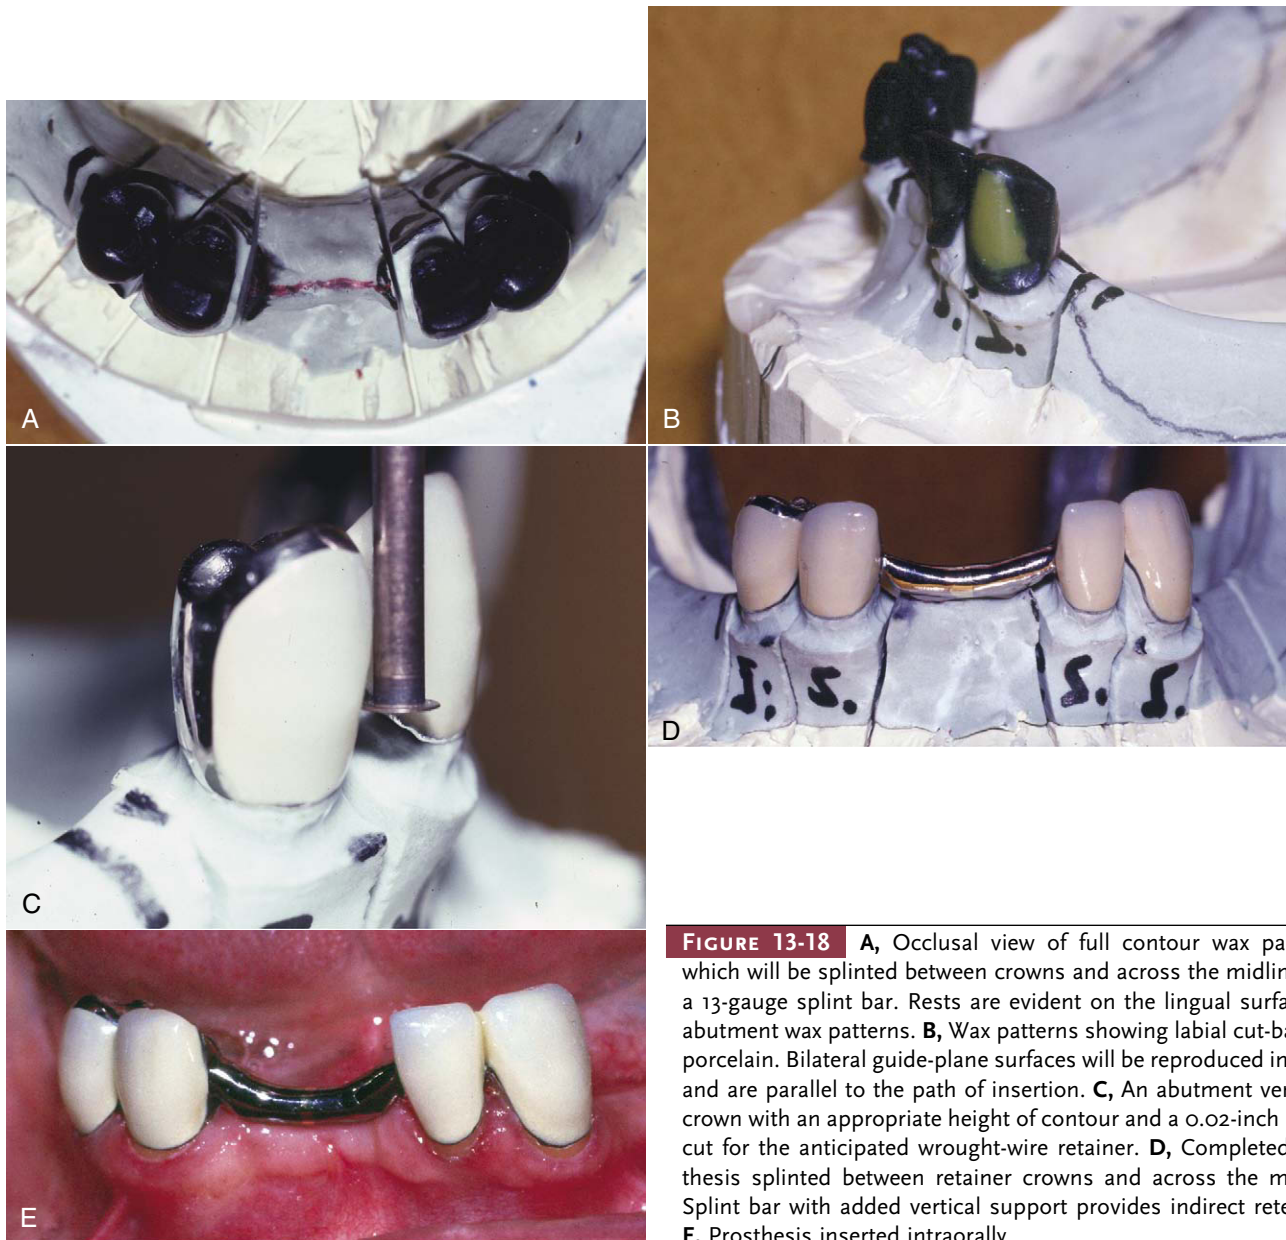 A
B
C
D
E
FIGURE 13-18 A, Occlusal view of full contour wax pa
which will be splinted between crowns and across the midlin
a 13-gauge splint bar. Rests are evident on the lingual surfa
abutment wax patterns. B, Wax patterns showing labial cut-ba
porcelain. Bilateral guide-plane surfaces will be reproduced in
and are parallel to the path of insertion. C, An abutment ven
crown with an appropriate height of contour and a 0.02-inch
cut for the anticipated wrought-wire retainer. D, Completed
thesis splinted between retainer crowns and across the m
Splint bar with added vertical support provides indirect rete
E, Prosthesis inserted intraorally